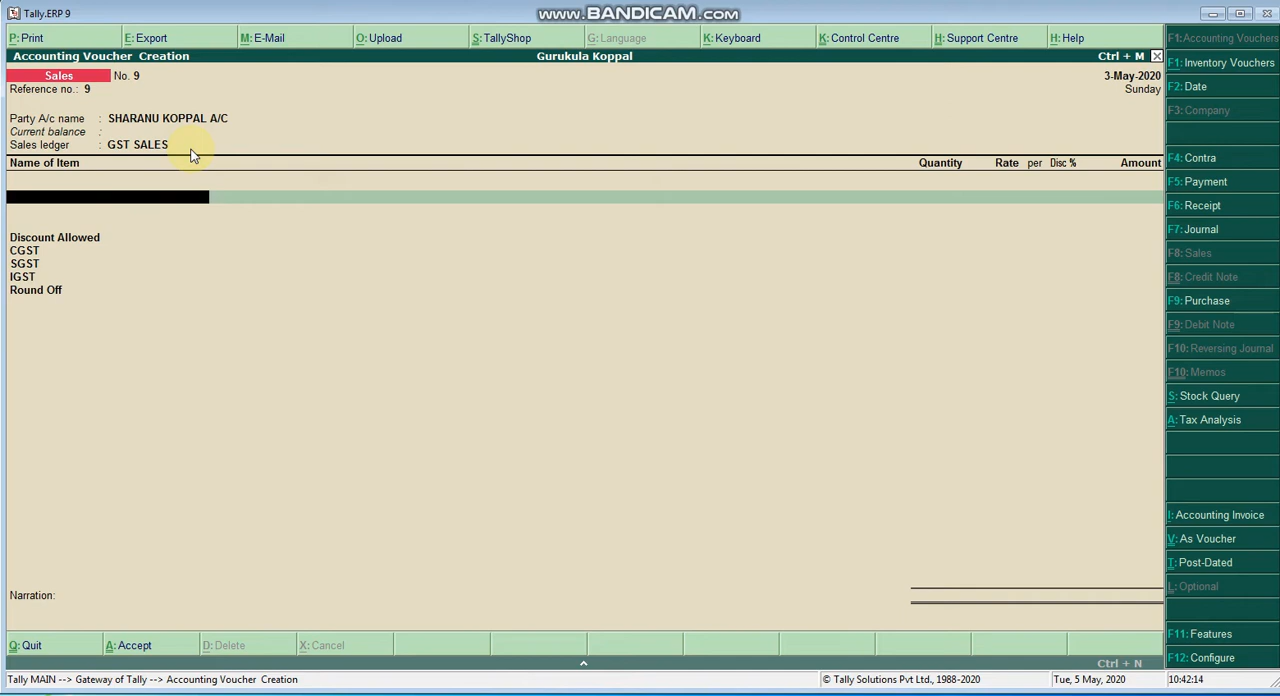 Tally.ERP 9
www.BANDICAM.com
P: Print
E: Export
M: E-Mail
O: Upload
S: TallyShop
G: Language
K: Keyboard
K: Control Centre
H: Support Centre
H: Help
F1: Accounting Vouchers
Accounting Voucher Creation
Gurukula Koppal
Ctrl + M
F1: Inventory Vouchers
Sales No. 9
3-May-2020
Reference no.: 9
Sunday
F2: Date
F3: Company
Party A/c name : SHARANU KOPPAL A/C
Current balance :
Sales ledger : GST SALES
Name of Item Quantity Rate per Disc % Amount
F4: Contra
F5: Payment
F6: Receipt
F7: Journal
Discount Allowed
CGST
SGST
IGST
Round Off
F8: Sales
F8: Credit Note
F9: Purchase
F9: Debit Note
F10: Reversing Journal
F10: Memos
S: Stock Query
A: Tax Analysis
I: Accounting Invoice
V: As Voucher
T: Post-Dated
L: Optional
Narration:
F11: Features
F12: Configure
Q: Quit
A: Accept
D: Delete
X: Cancel
Ctrl + N
Tally MAIN --> Gateway of Tally --> Accounting Voucher Creation
© Tally Solutions Pvt Ltd., 1988-2020
Tue, 5 May, 2020
10:42:14